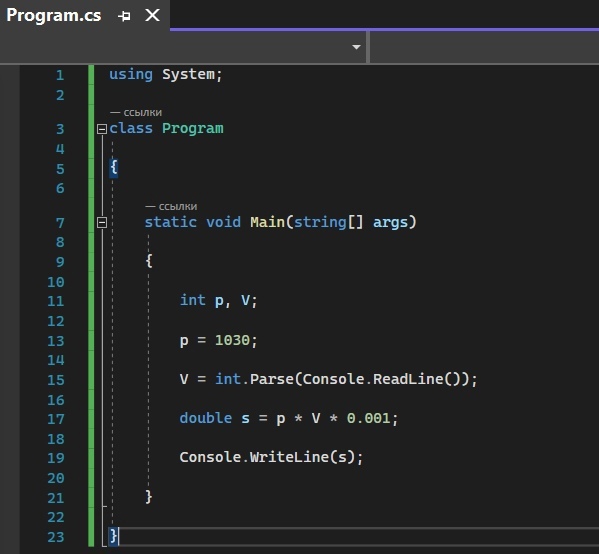 Program.cs
1 using System;
2
— ссылки
3 class Program
4
5 {
6
— ссылки
7 static void Main(string[] args)
8
9 {
10
11 int p, V;
12
13 p = 1030;
14
15 V = int.Parse(Console.ReadLine());
16
17 double s = p * V * 0.001;
18
19 Console.WriteLine(s);
20
21 }
22
23 }